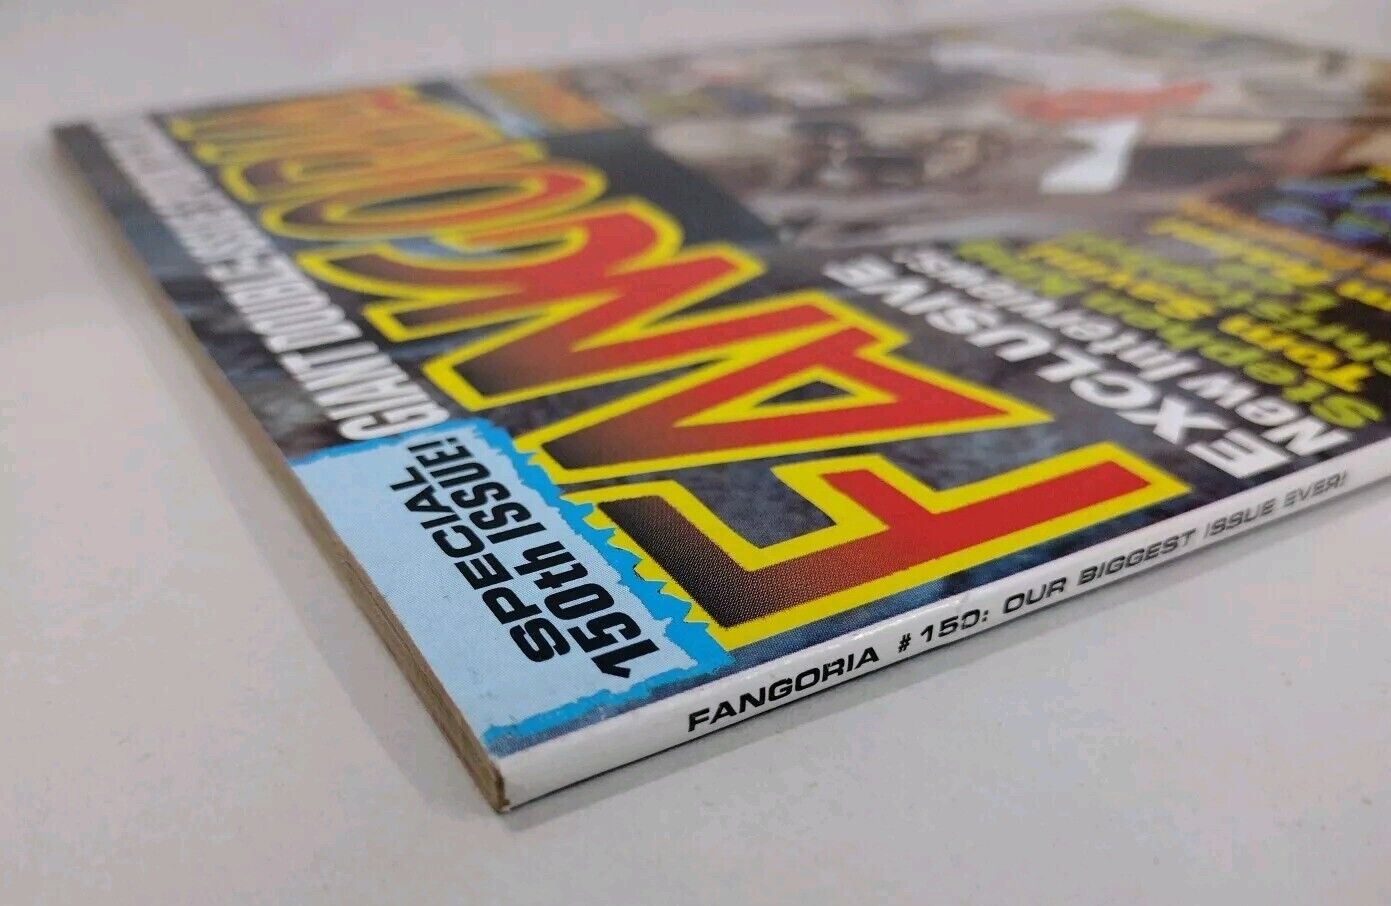 GIANT DOUBLE-SIZE
FANGORIA
SPECIAL
150th ISSUE!
EXCLUSIVE
New Interviews:
Stephen King
Tom Savini
FANGORIA #150: OUR BIGGEST ISSUE EVER!